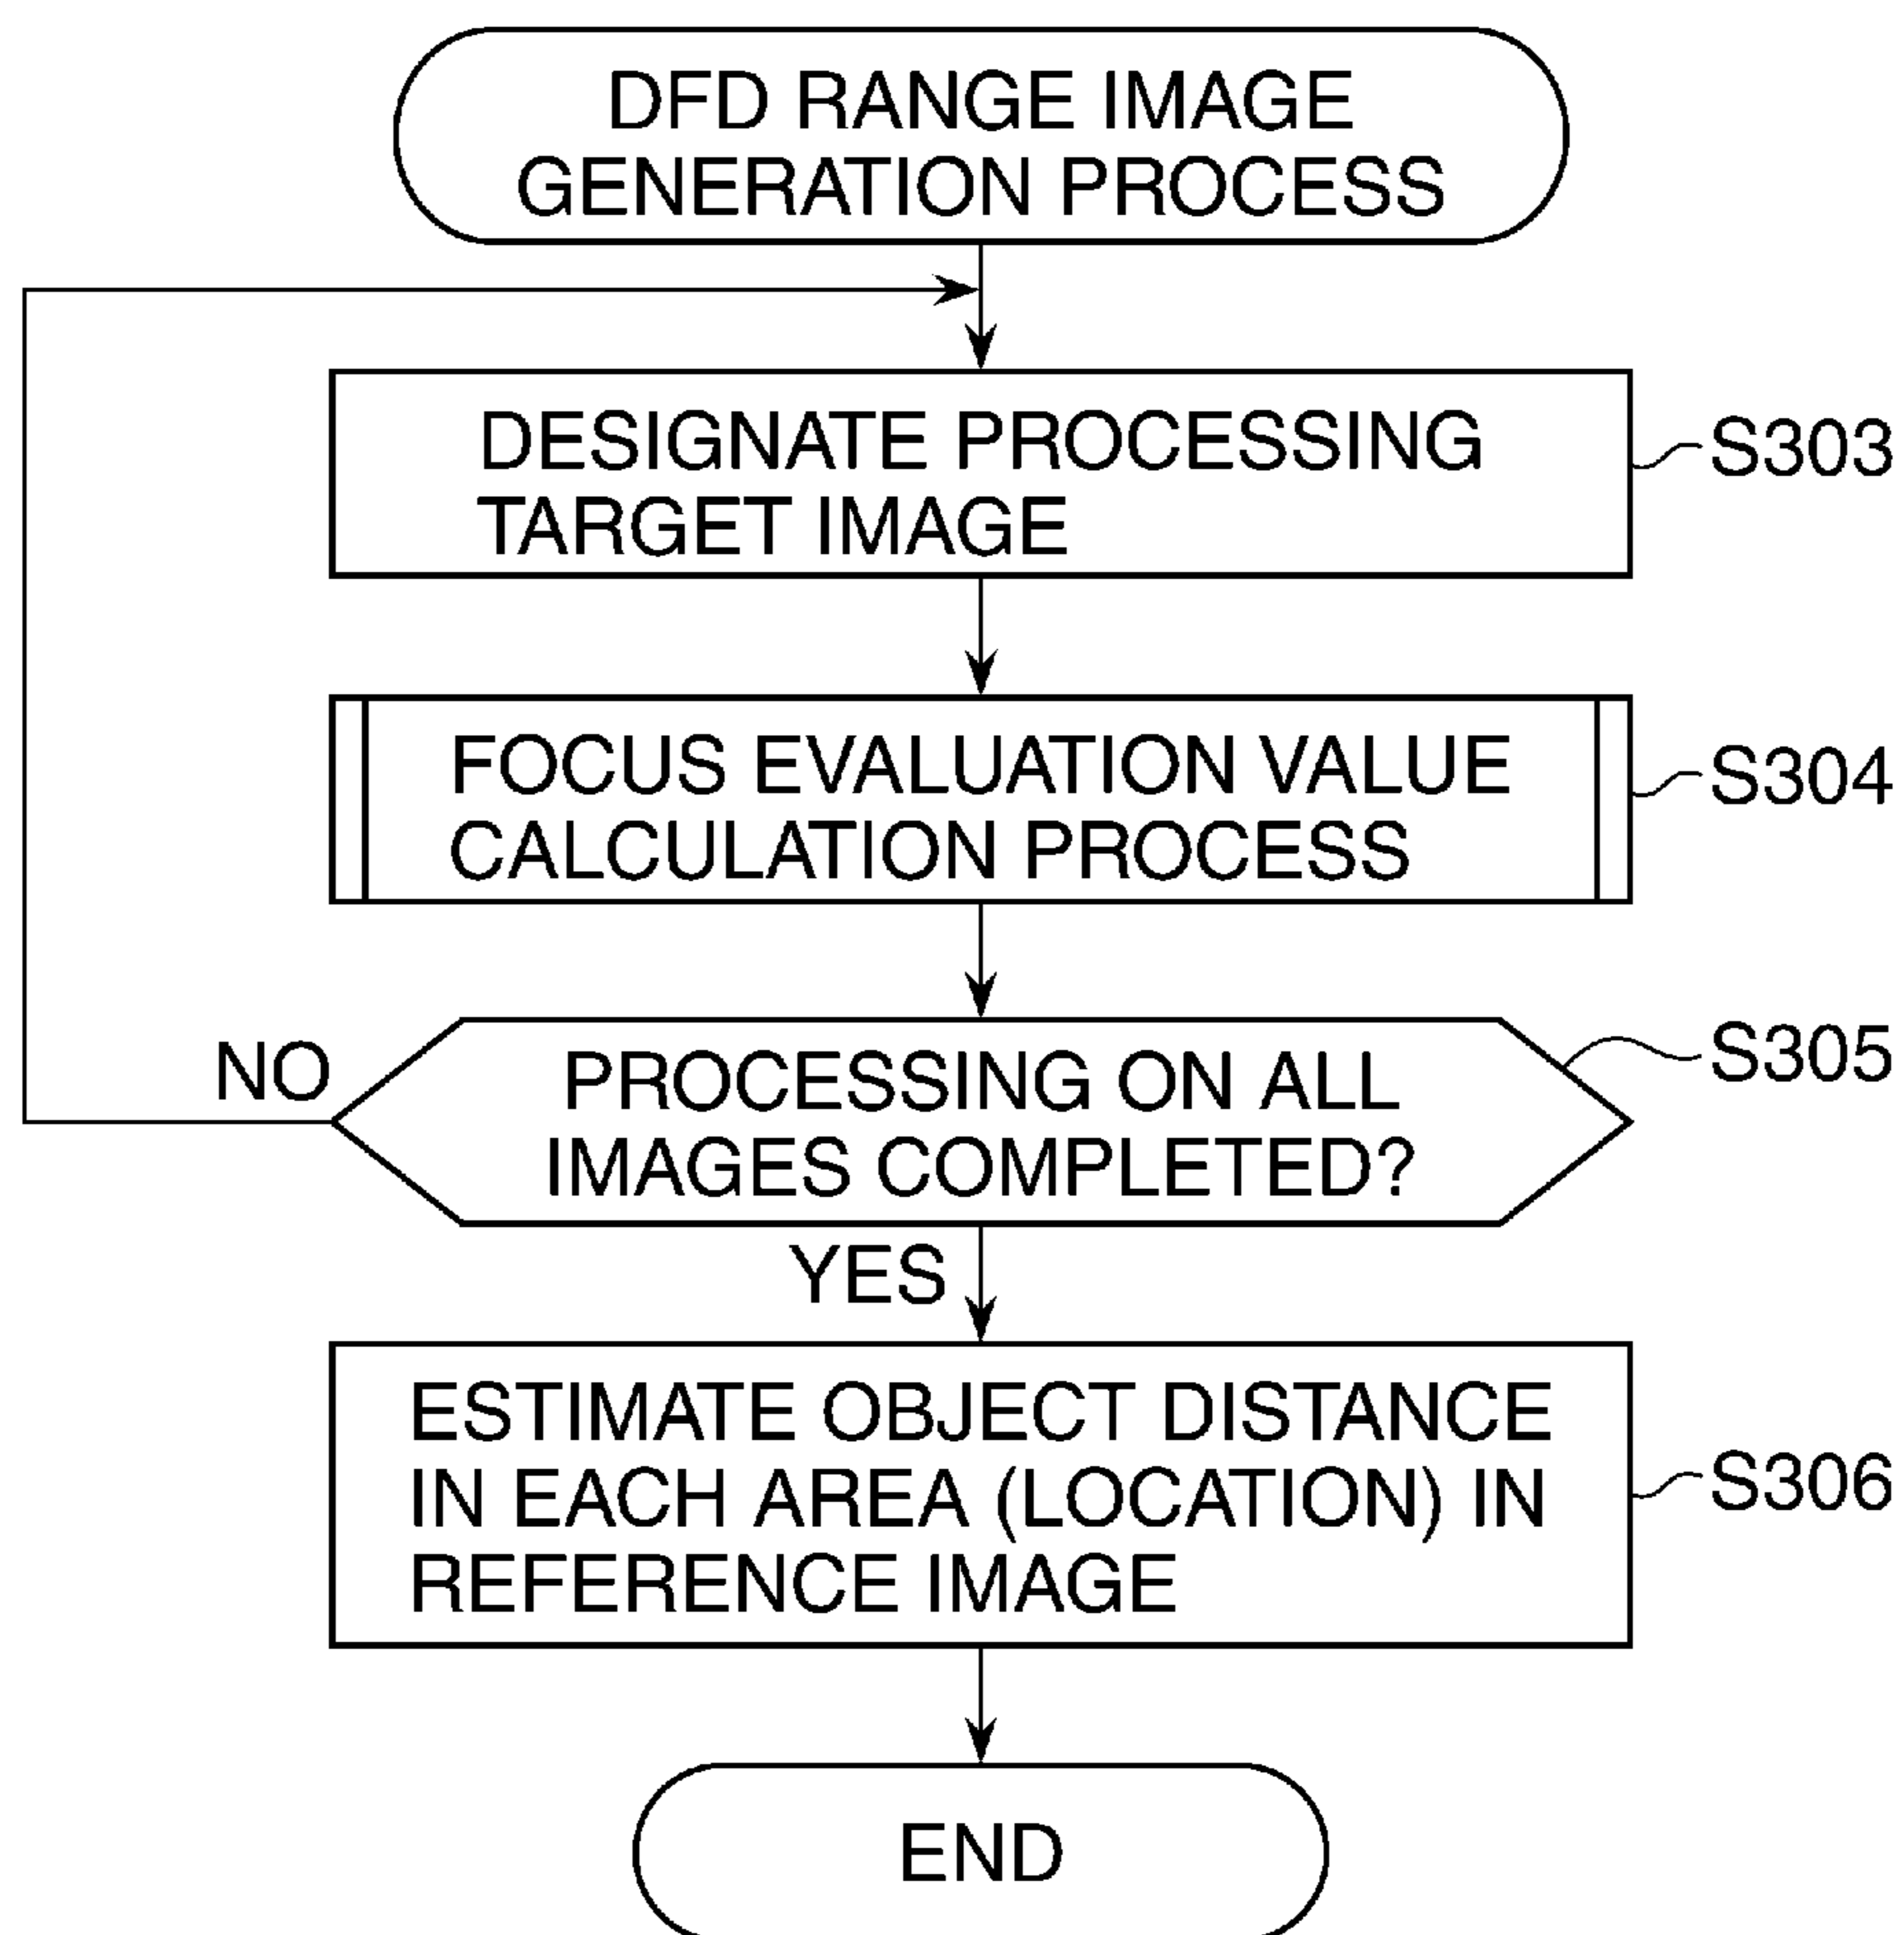 DFD RANGE IMAGE
GENERATION PROCESS
DESIGNATE PROCESSING
TARGET IMAGE
S303
FOCUS EVALUATION VALUE
CALCULATION PROCESS
S304
NO
PROCESSING ON ALL
IMAGES COMPLETED?
S305
YES
ESTIMATE OBJECT DISTANCE
IN EACH AREA (LOCATION) IN
REFERENCE IMAGE
S306
END